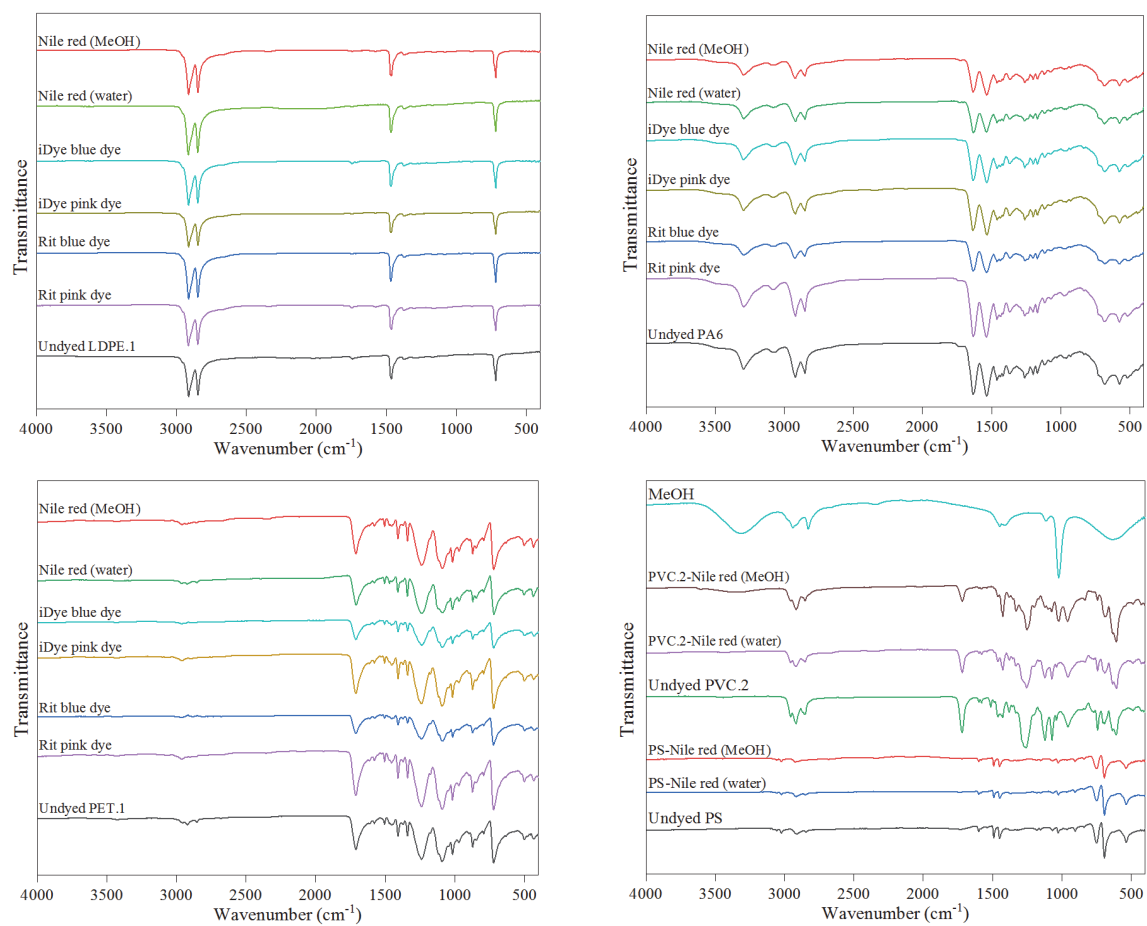 Nile red (MeOH)
Nile red (water)
iDye blue dye
iDye pink dye
Rit blue dye
Rit pink dye
Undyed LDPE.1
Transmittance
4000 3500 3000 2500 2000 1500 1000 500
Wavenumber (cm⁻¹)
Nile red (MeOH)
Nile red (water)
iDye blue dye
iDye pink dye
Rit blue dye
Rit pink dye
Undyed PA6
Transmittance
4000 3500 3000 2500 2000 1500 1000 500
Wavenumber (cm⁻¹)
Nile red (MeOH)
Nile red (water)
iDye blue dye
iDye pink dye
Rit blue dye
Rit pink dye
Undyed PET.1
Transmittance
4000 3500 3000 2500 2000 1500 1000 500
Wavenumber (cm⁻¹)
MeOH
PVC.2-Nile red (MeOH)
PVC.2-Nile red (water)
Undyed PVC.2
PS-Nile red (MeOH)
PS-Nile red (water)
Undyed PS
Transmittance
4000 3500 3000 2500 2000 1500 1000 500
Wavenumber (cm⁻¹)